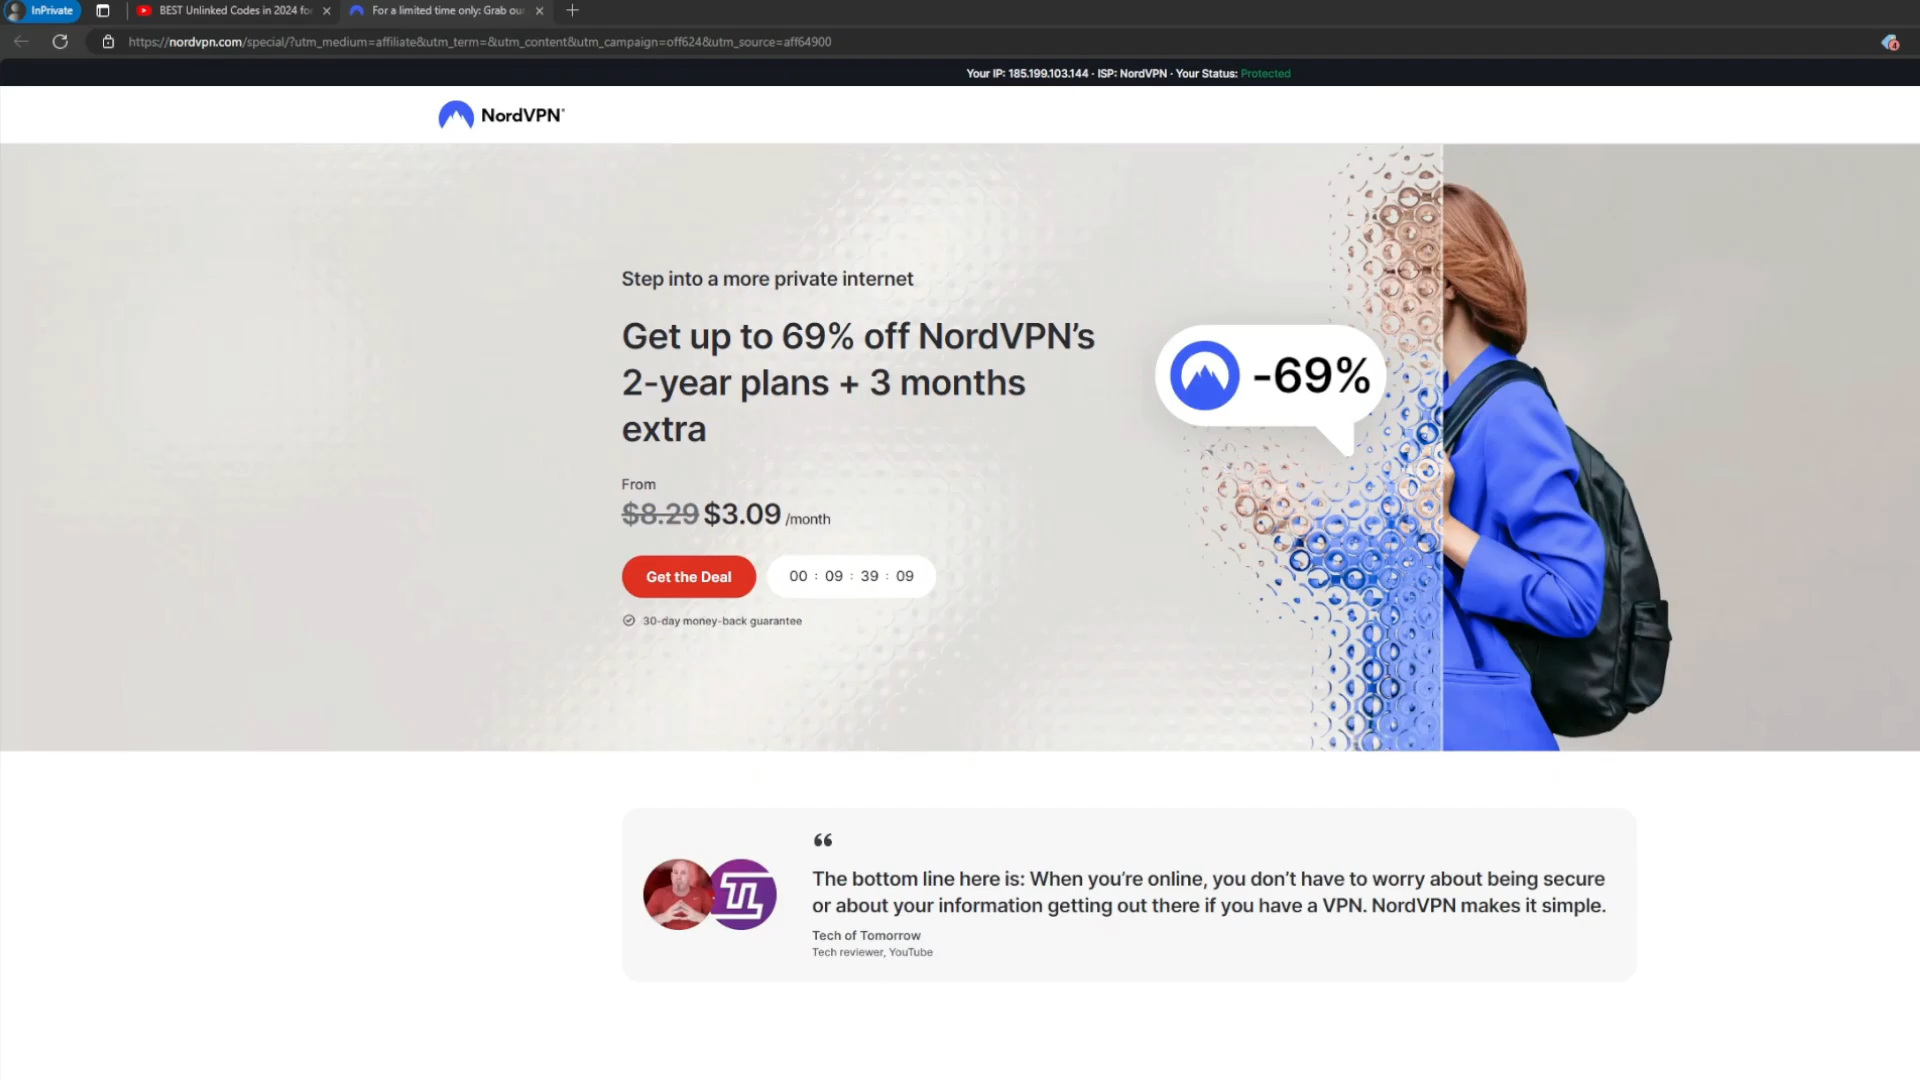 InPrivate
BEST Unlinked Codes in 2024 fo
For a limited time only: Grab ou
https://nordvpn.com/special/?utm_medium=affiliate&utm_term=&utm_content&utm_campaign=off624&utm_source=aff64900
4
Your IP: 185.199.103.144 · ISP: NordVPN · Your Status: Protected
NordVPN®
Step into a more private internet
Get up to 69% off NordVPN’s
2-year plans + 3 months
extra
-69%
From
$8.29 $3.09 /month
Get the Deal
00 : 09 : 39 : 09
30-day money-back guarantee
“
The bottom line here is: When you’re online, you don’t have to worry about being secure
or about your information getting out there if you have a VPN. NordVPN makes it simple.
Tech of Tomorrow
Tech reviewer, YouTube